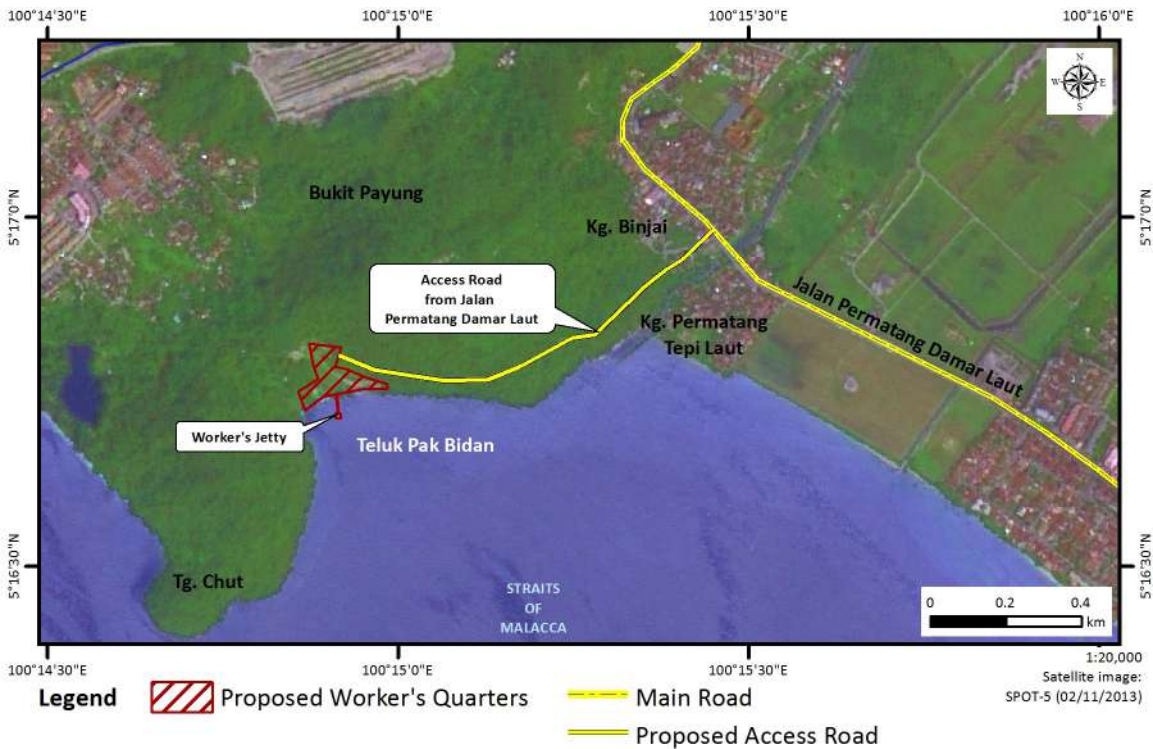 100°14'30"E 100°15'0"E 100°15'30"E 100°16'0"E
N
W E
S
Bukit Payung
5°17'0"N 5°17'0"N
Kg. Binjai
Access Road
from Jalan
Permatang Damar Laut
Jalan Permatang Damar Laut
Kg. Permatang
Tepi Laut
Worker's Jetty
Teluk Pak Bidan
5°16'30"N 5°16'30"N
Tg. Chut
STRAITS
OF
MALACCA
0 0.2 0.4
km
100°14'30"E 100°15'0"E 100°15'30"E 100°16'0"E
1:20,000
Satellite image:
SPOT-5 (02/11/2013)
Legend Proposed Worker's Quarters Main Road
Proposed Access Road